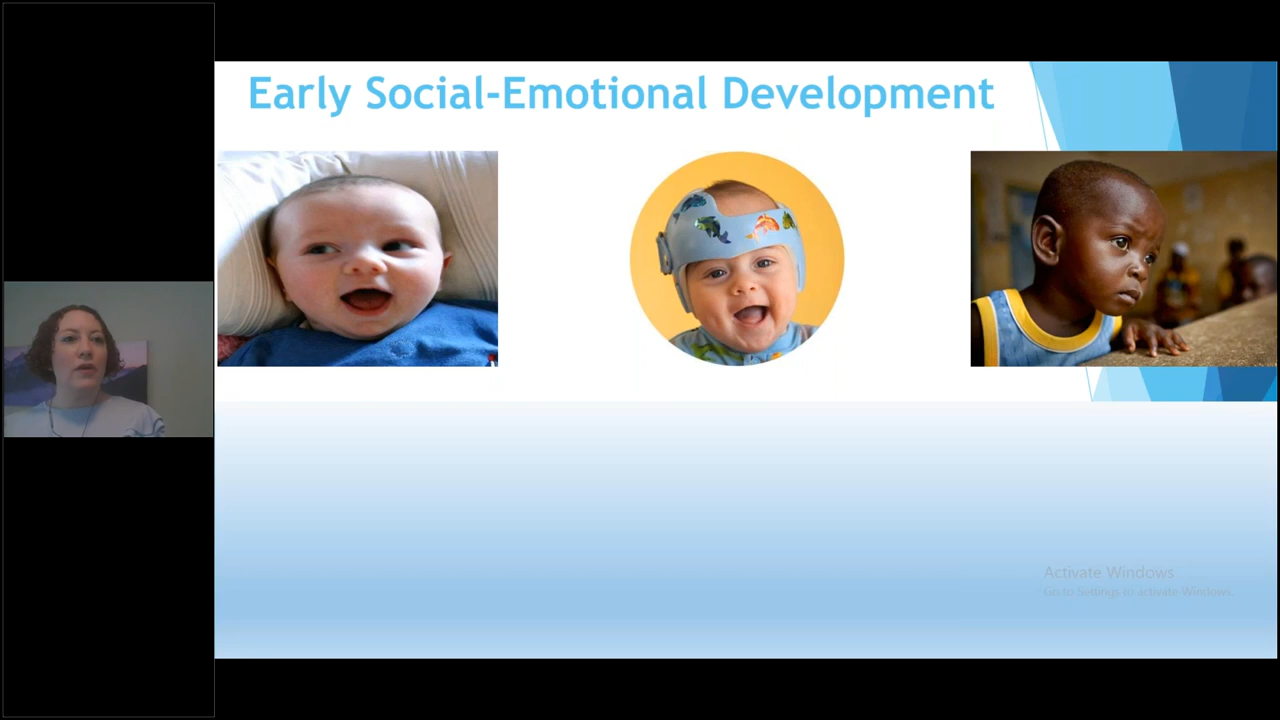 Early Social-Emotional Development
Activate Windows
Go to Settings to activate Windows.